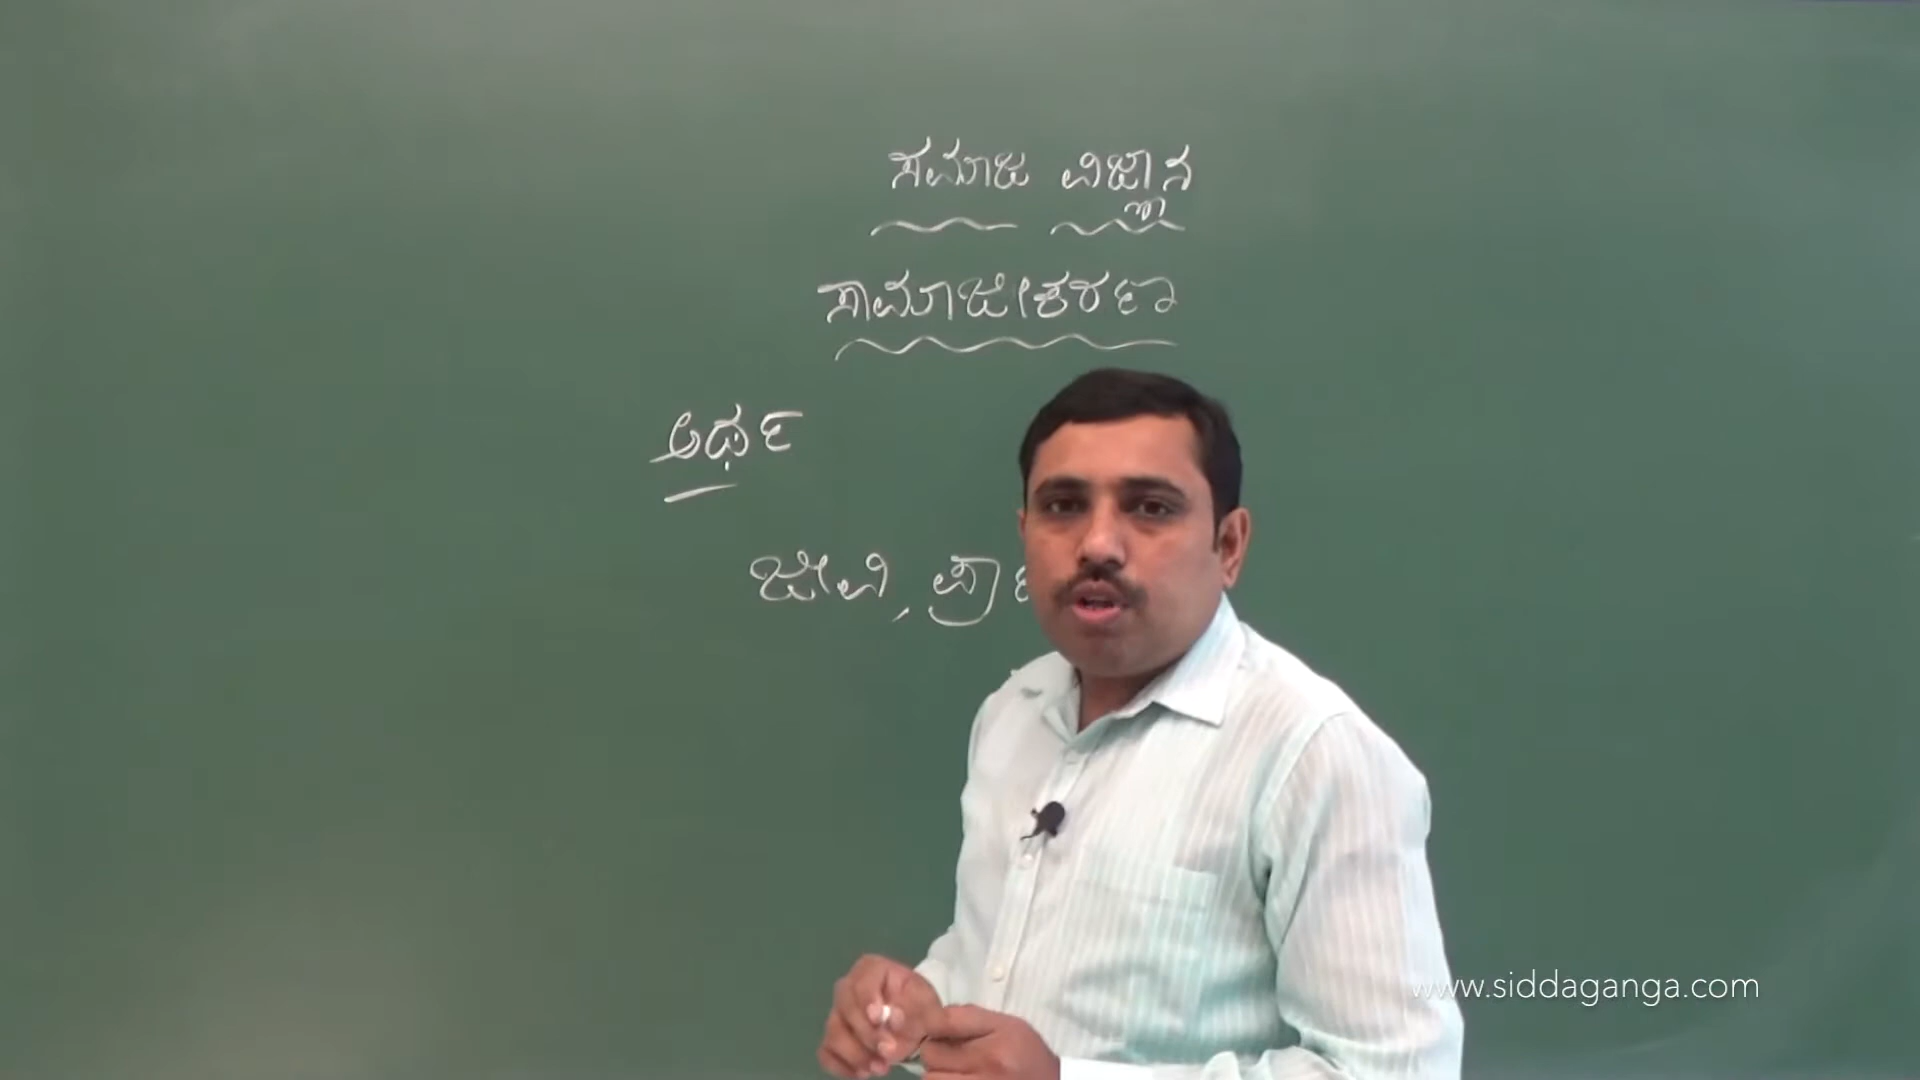 ಸಮಾಜ ವಿಜ್ಞಾನ
ಸಾಮಾಜೀಕರಣ
ಅರ್ಥ
ಜೀವಿ,
www.siddaganga.com